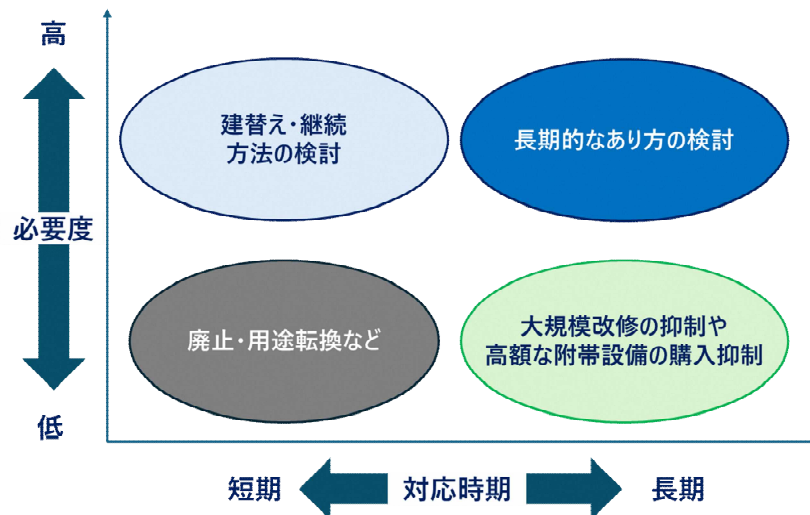 高
建替え・継続
方法の検討
長期的なあり方の検討
必要度
廃止・用途転換など
大規模改修の抑制や
高額な附帯設備の購入抑制
低
短期
対応時期
長期